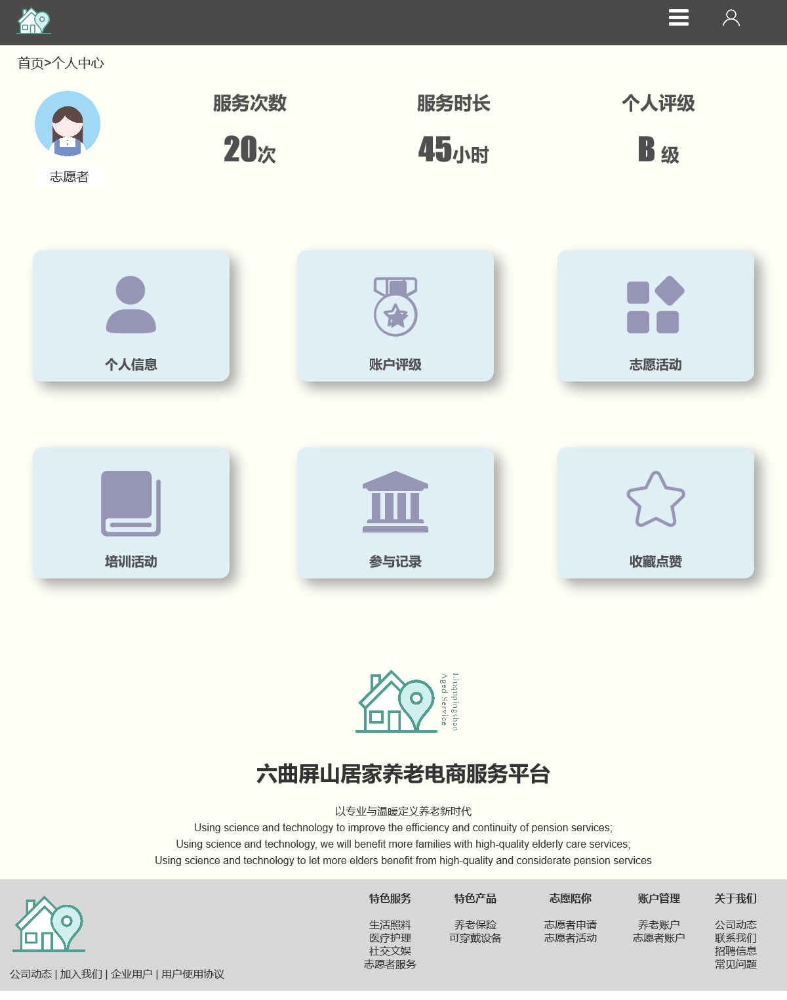 首页>个人中心
服务次数
服务时长
个人评级
20次
45小时
B 级
志愿者
个人信息
账户评级
志愿活动
培训活动
参与记录
收藏点赞
Liuqupingshan
Aged Service
六曲屏山居家养老电商服务平台
以专业与温暖定义养老新时代
Using science and technology to improve the efficiency and continuity of pension services;
Using science and technology, we will benefit more families with high-quality elderly care services;
Using science and technology to let more elders benefit from high-quality and considerate pension services
特色服务
生活照料
医疗护理
社交文娱
志愿者服务
特色产品
养老保险
可穿戴设备
志愿陪你
志愿者申请
志愿者活动
账户管理
养老账户
志愿者账户
关于我们
公司动态
联系我们
招聘信息
常见问题
公司动态 | 加入我们 | 企业用户 | 用户使用协议